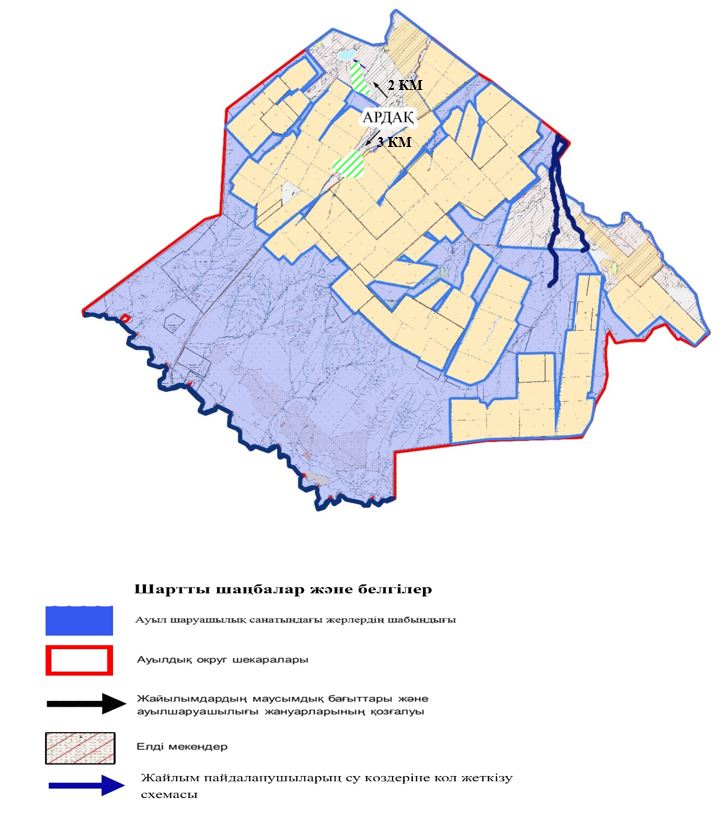 2 КМ
АРДАҚ
3 КМ
Шартты шаңбалар және белгілер
Ауыл шаруашылық санатындағы жерлердің шабындығы
Ауылдық округ шекаралары
Жайылымдардың маусымдық бағыттары және
ауылшаруашылығы жануарларының қозғалуы
Елді мекендер
Жайлым пайдаланушыларың су көздеріне кол жеткізу
схемасы